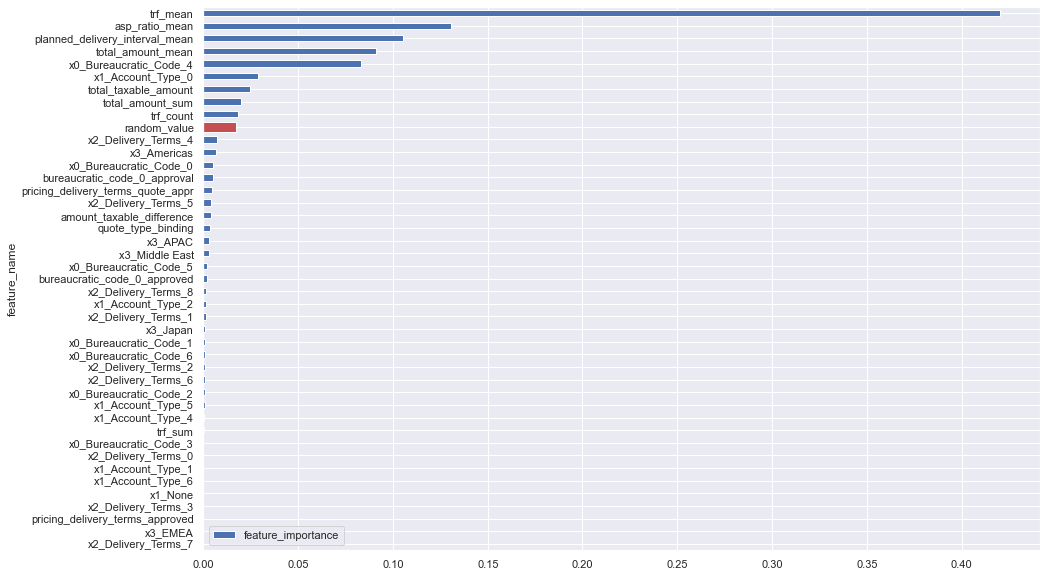 trf_mean
asp_ratio_mean
planned_delivery_interval_mean
total_amount_mean
x0_Bureaucratic_Code_4
x1_Account_Type_0
total_taxable_amount
total_amount_sum
trf_count
random_value
x2_Delivery_Terms_4
x3_Americas
x0_Bureaucratic_Code_0
bureaucratic_code_0_approval
pricing_delivery_terms_quote_appr
x2_Delivery_Terms_5
amount_taxable_difference
quote_type_binding
x3_APAC
x3_Middle East
x0_Bureaucratic_Code_5
bureaucratic_code_0_approved
x2_Delivery_Terms_8
x1_Account_Type_2
x2_Delivery_Terms_1
x3_Japan
x0_Bureaucratic_Code_1
x0_Bureaucratic_Code_6
x2_Delivery_Terms_2
x2_Delivery_Terms_6
x0_Bureaucratic_Code_2
x1_Account_Type_5
x1_Account_Type_4
trf_sum
x0_Bureaucratic_Code_3
x2_Delivery_Terms_0
x1_Account_Type_1
x1_Account_Type_6
x1_None
x2_Delivery_Terms_3
pricing_delivery_terms_approved
x3_EMEA
x2_Delivery_Terms_7
feature_name
feature_importance
0.00 0.05 0.10 0.15 0.20 0.25 0.30 0.35 0.40